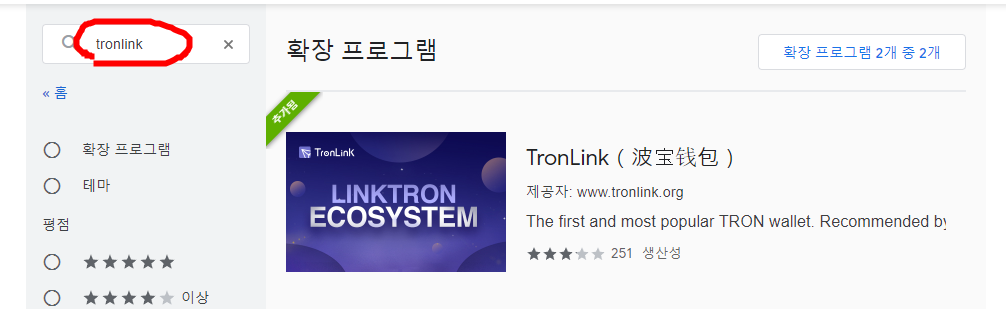 tronlink ×
« 홈
확장 프로그램
테마
평점
이상
확장 프로그램
확장 프로그램 2개 중 2개
추가됨
TronLink
LINKTRON
ECOSYSTEM
TronLink ( 波宝钱包 )
제공자: www.tronlink.org
The first and most popular TRON wallet. Recommended by
251 생산성